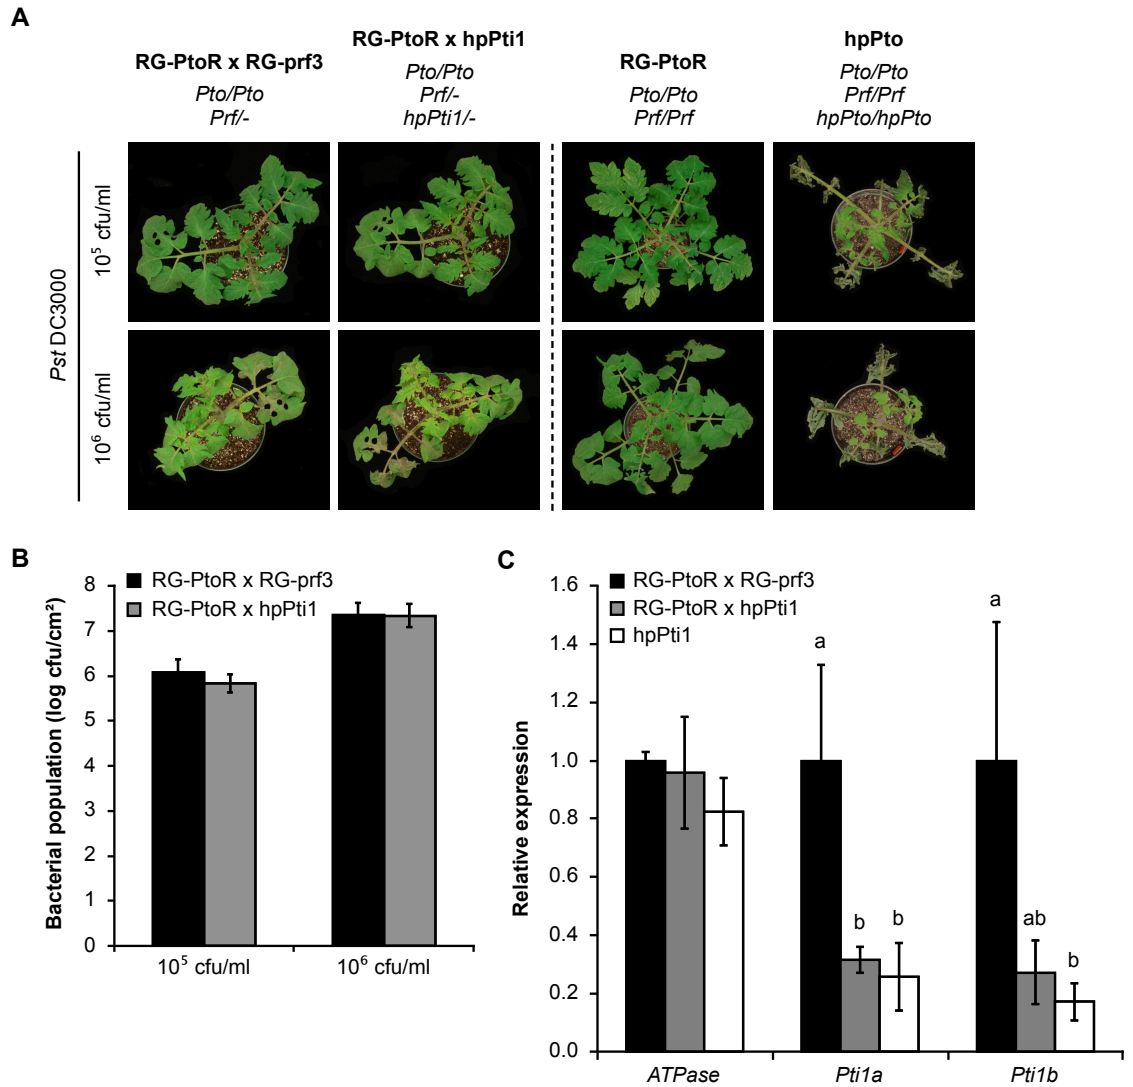 A
RG-PtoR x RG-prf3
Pto/Pto
Prf/-
RG-PtoR x hpPti1
Pto/Pto
Prf/-
hpPti1/-
RG-PtoR
Pto/Pto
Prf/Prf
hpPto
Pto/Pto
Prf/Prf
hpPto/hpPto
Pst DC3000
10⁵ cfu/ml
10⁶ cfu/ml
B
Bacterial population (log cfu/cm²)
8
7
6
5
4
3
2
1
0
RG-PtoR x RG-prf3
RG-PtoR x hpPti1
10⁵ cfu/ml
10⁶ cfu/ml
C
Relative expression
1.6
1.4
1.2
1.0
0.8
0.6
0.4
0.2
0.0
RG-PtoR x RG-prf3
RG-PtoR x hpPti1
hpPti1
a
b
b
a
ab
b
ATPase
Pti1a
Pti1b